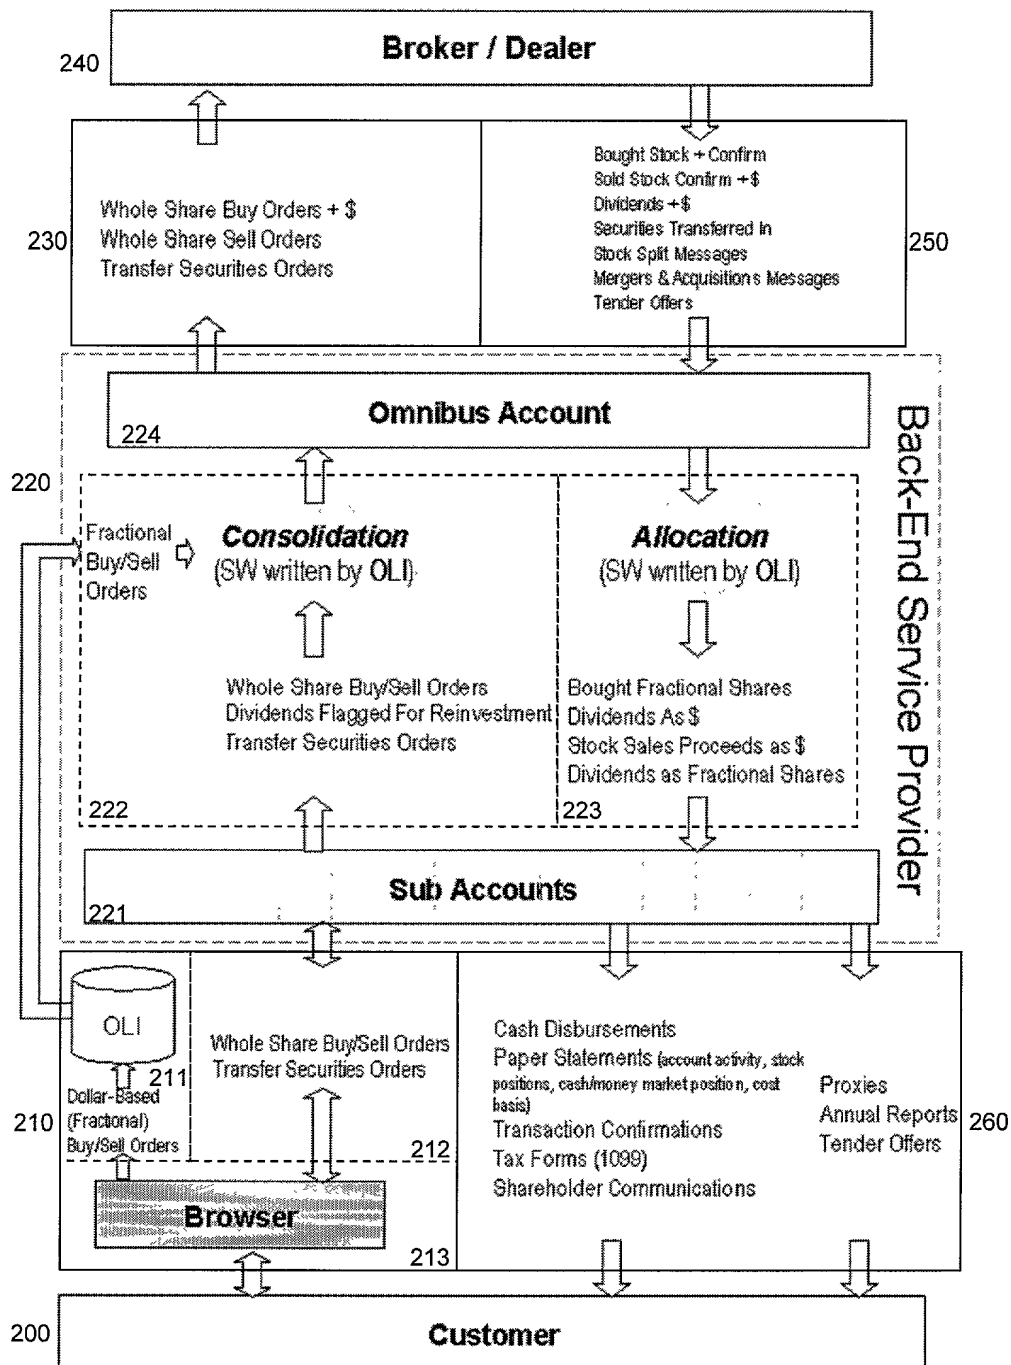 Broker / Dealer
240
Whole Share Buy Orders + $
Whole Share Sell Orders
Transfer Securities Orders
230
Bought Stock + Confirm
Sold Stock Confirm + $
Dividends + $
Securities Transferred In
Stock Split Messages
Mergers & Acquisitions Messages
Tender Offers
250
Omnibus Account
224
Back-End Service Provider
220
Fractional
Buy/Sell
Orders
Consolidation
(SW written by OLI)
Allocation
(SW written by OLI)
Whole Share Buy/Sell Orders
Dividends Flagged For Reinvestment
Transfer Securities Orders
222
Bought Fractional Shares
Dividends As $
Stock Sales Proceeds as $
Dividends as Fractional Shares
223
Sub Accounts
221
OLI
211
Dollar-Based
(Fractional)
Buy/Sell Orders
210
Whole Share Buy/Sell Orders
Transfer Securities Orders
212
Browser
213
Cash Disbursements
Paper Statements (account activity, stock
positions, cash/money market position, cost
basis)
Transaction Confirmations
Tax Forms (1099)
Shareholder Communications
Proxies
Annual Reports
Tender Offers
260
Customer
200